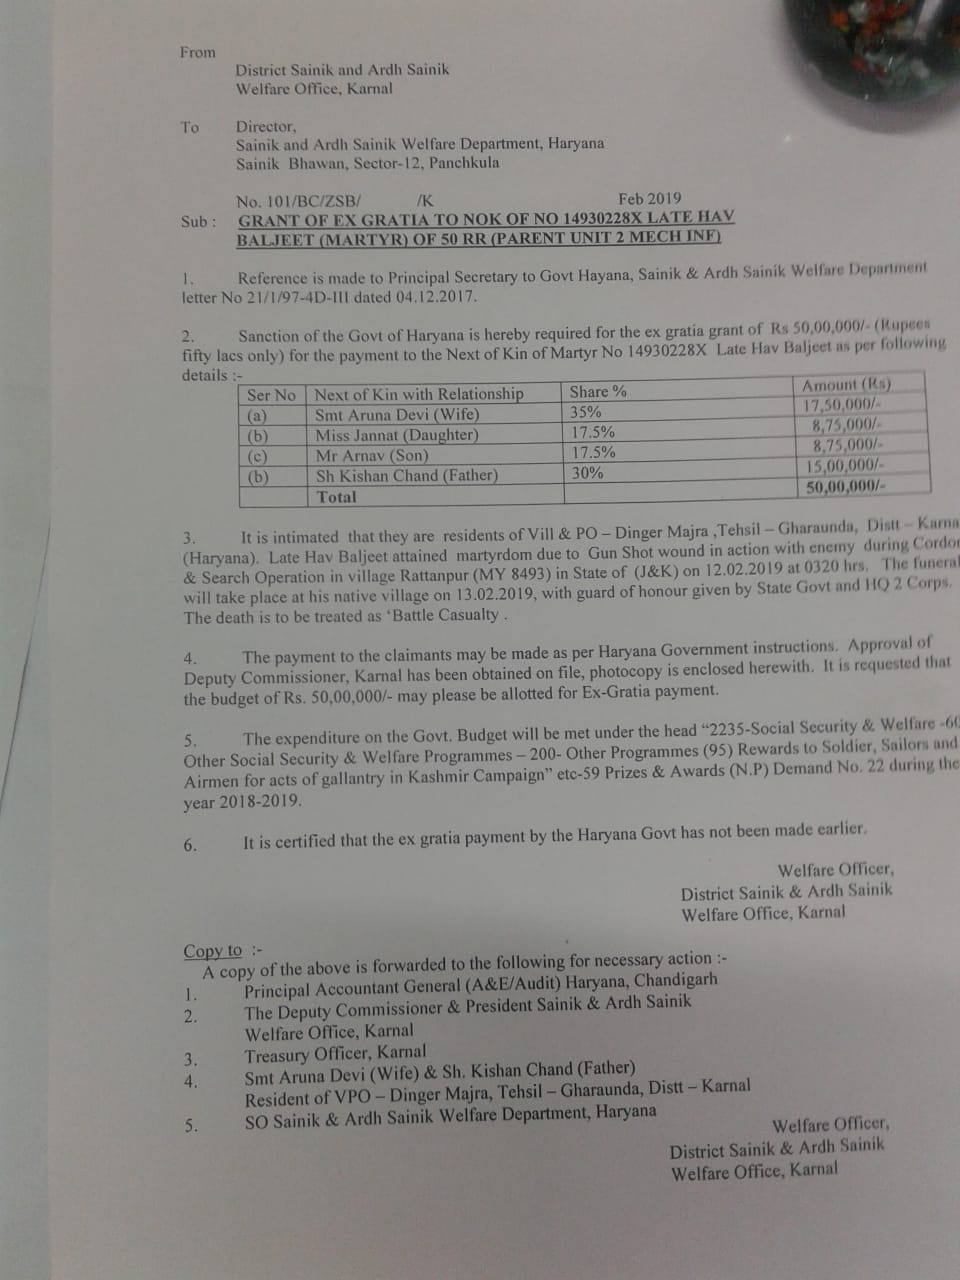 From
District Sainik and Ardh Sainik
Welfare Office, Karnal
To Director,
Sainik and Ardh Sainik Welfare Department, Haryana
Sainik Bhawan, Sector-12, Panchkula
No. 101/BC/ZSB/ /K Feb 2019
Sub : GRANT OF EX GRATIA TO NOK OF NO 14930228X LATE HAV
BALJEET (MARTYR) OF 50 RR (PARENT UNIT 2 MECH INF)
1. Reference is made to Principal Secretary to Govt Hayana, Sainik & Ardh Sainik Welfare Department
letter No 21/1/97-4D-III dated 04.12.2017.
2. Sanction of the Govt of Haryana is hereby required for the ex gratia grant of Rs 50,00,000/- (Rupees
fifty lacs only) for the payment to the Next of Kin of Martyr No 14930228X Late Hav Baljeet as per following
details :-
Ser No Next of Kin with Relationship Share % Amount (Rs)
(a) Smt Aruna Devi (Wife) 35% 17,50,000/-
(b) Miss Jannat (Daughter) 17.5% 8,75,000/-
(c) Mr Arnav (Son) 17.5% 8,75,000/-
(b) Sh Kishan Chand (Father) 30% 15,00,000/-
Total 50,00,000/-
3. It is intimated that they are residents of Vill & PO – Dinger Majra ,Tehsil – Gharaunda, Distt – Karna
(Haryana). Late Hav Baljeet attained martyrdom due to Gun Shot wound in action with enemy during Cordon
& Search Operation in village Rattanpur (MY 8493) in State of (J&K) on 12.02.2019 at 0320 hrs. The funeral
will take place at his native village on 13.02.2019, with guard of honour given by State Govt and HQ 2 Corps.
The death is to be treated as ‘Battle Casualty .
4. The payment to the claimants may be made as per Haryana Government instructions. Approval of
Deputy Commissioner, Karnal has been obtained on file, photocopy is enclosed herewith. It is requested that
the budget of Rs. 50,00,000/- may please be allotted for Ex-Gratia payment.
5. The expenditure on the Govt. Budget will be met under the head “2235-Social Security & Welfare -60
Other Social Security & Welfare Programmes – 200- Other Programmes (95) Rewards to Soldier, Sailors and
Airmen for acts of gallantry in Kashmir Campaign” etc-59 Prizes & Awards (N.P) Demand No. 22 during the
year 2018-2019.
6. It is certified that the ex gratia payment by the Haryana Govt has not been made earlier.
Welfare Officer,
District Sainik & Ardh Sainik
Welfare Office, Karnal
Copy to :-
A copy of the above is forwarded to the following for necessary action :-
1. Principal Accountant General (A&E/Audit) Haryana, Chandigarh
2. The Deputy Commissioner & President Sainik & Ardh Sainik
Welfare Office, Karnal
3. Treasury Officer, Karnal
4. Smt Aruna Devi (Wife) & Sh. Kishan Chand (Father)
Resident of VPO – Dinger Majra, Tehsil – Gharaunda, Distt – Karnal
5. SO Sainik & Ardh Sainik Welfare Department, Haryana
Welfare Officer,
District Sainik & Ardh Sainik
Welfare Office, Karnal